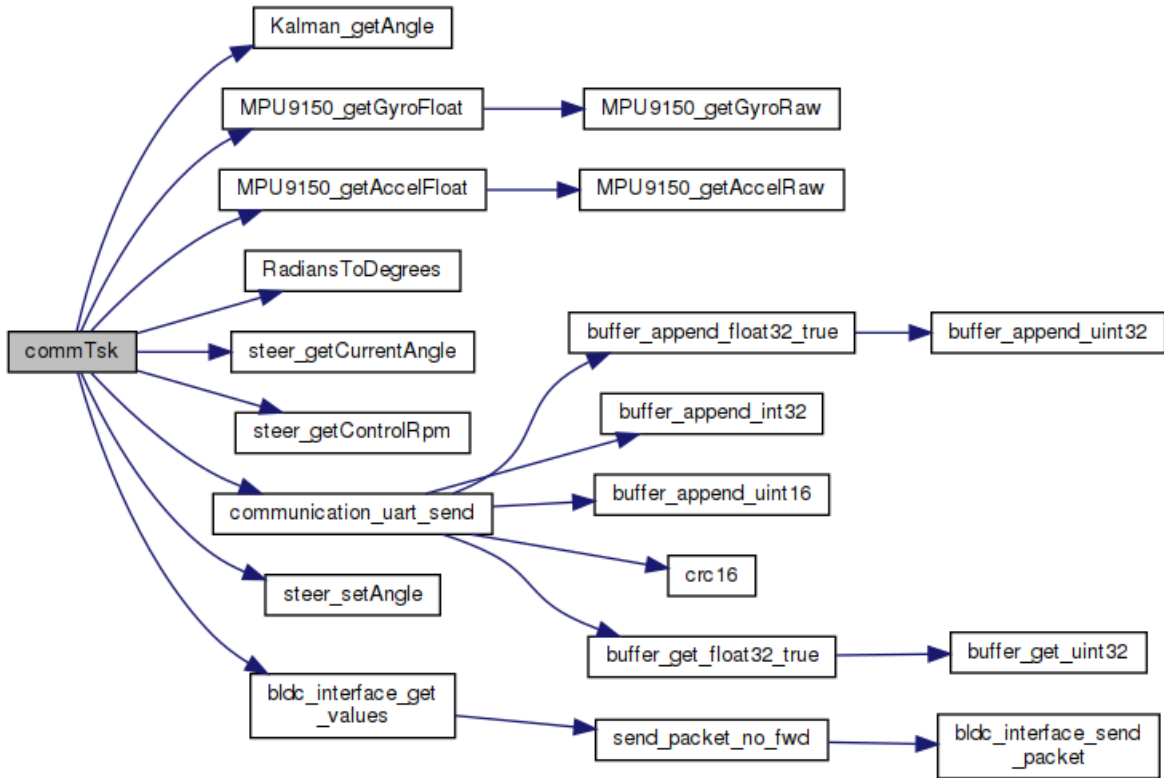 Kalman_getAngle
MPU9150_getGyroFloat
MPU9150_getGyroRaw
MPU9150_getAccelFloat
MPU9150_getAccelRaw
RadiansToDegrees
commTsk
steer_getCurrentAngle
buffer_append_float32_true
buffer_append_uint32
steer_getControlRpm
buffer_append_int32
communication_uart_send
buffer_append_uint16
crc16
steer_setAngle
buffer_get_float32_true
buffer_get_uint32
bldc_interface_get
_values
send_packet_no_fwd
bldc_interface_send
_packet